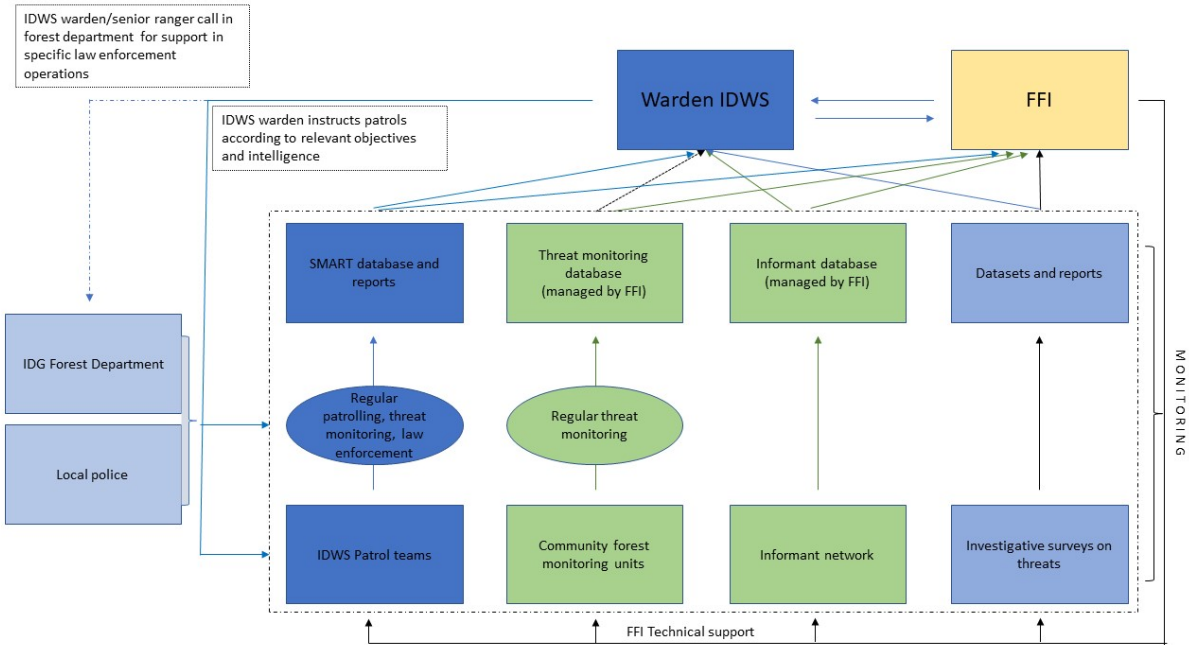 IDWS warden/senior ranger call in
forest department for support in
specific law enforcement
operations
Warden IDWS
FFI
IDWS warden instructs patrols
according to relevant objectives
and intelligence
SMART database and
reports
Threat monitoring
database
(managed by FFI)
Informant database
(managed by FFI)
Datasets and reports
IDG Forest Department
Local police
Regular
patrolling, threat
monitoring, law
enforcement
Regular threat
monitoring
MONITORING
IDWS Patrol teams
Community forest
monitoring units
Informant network
Investigative surveys on
threats
FFI Technical support